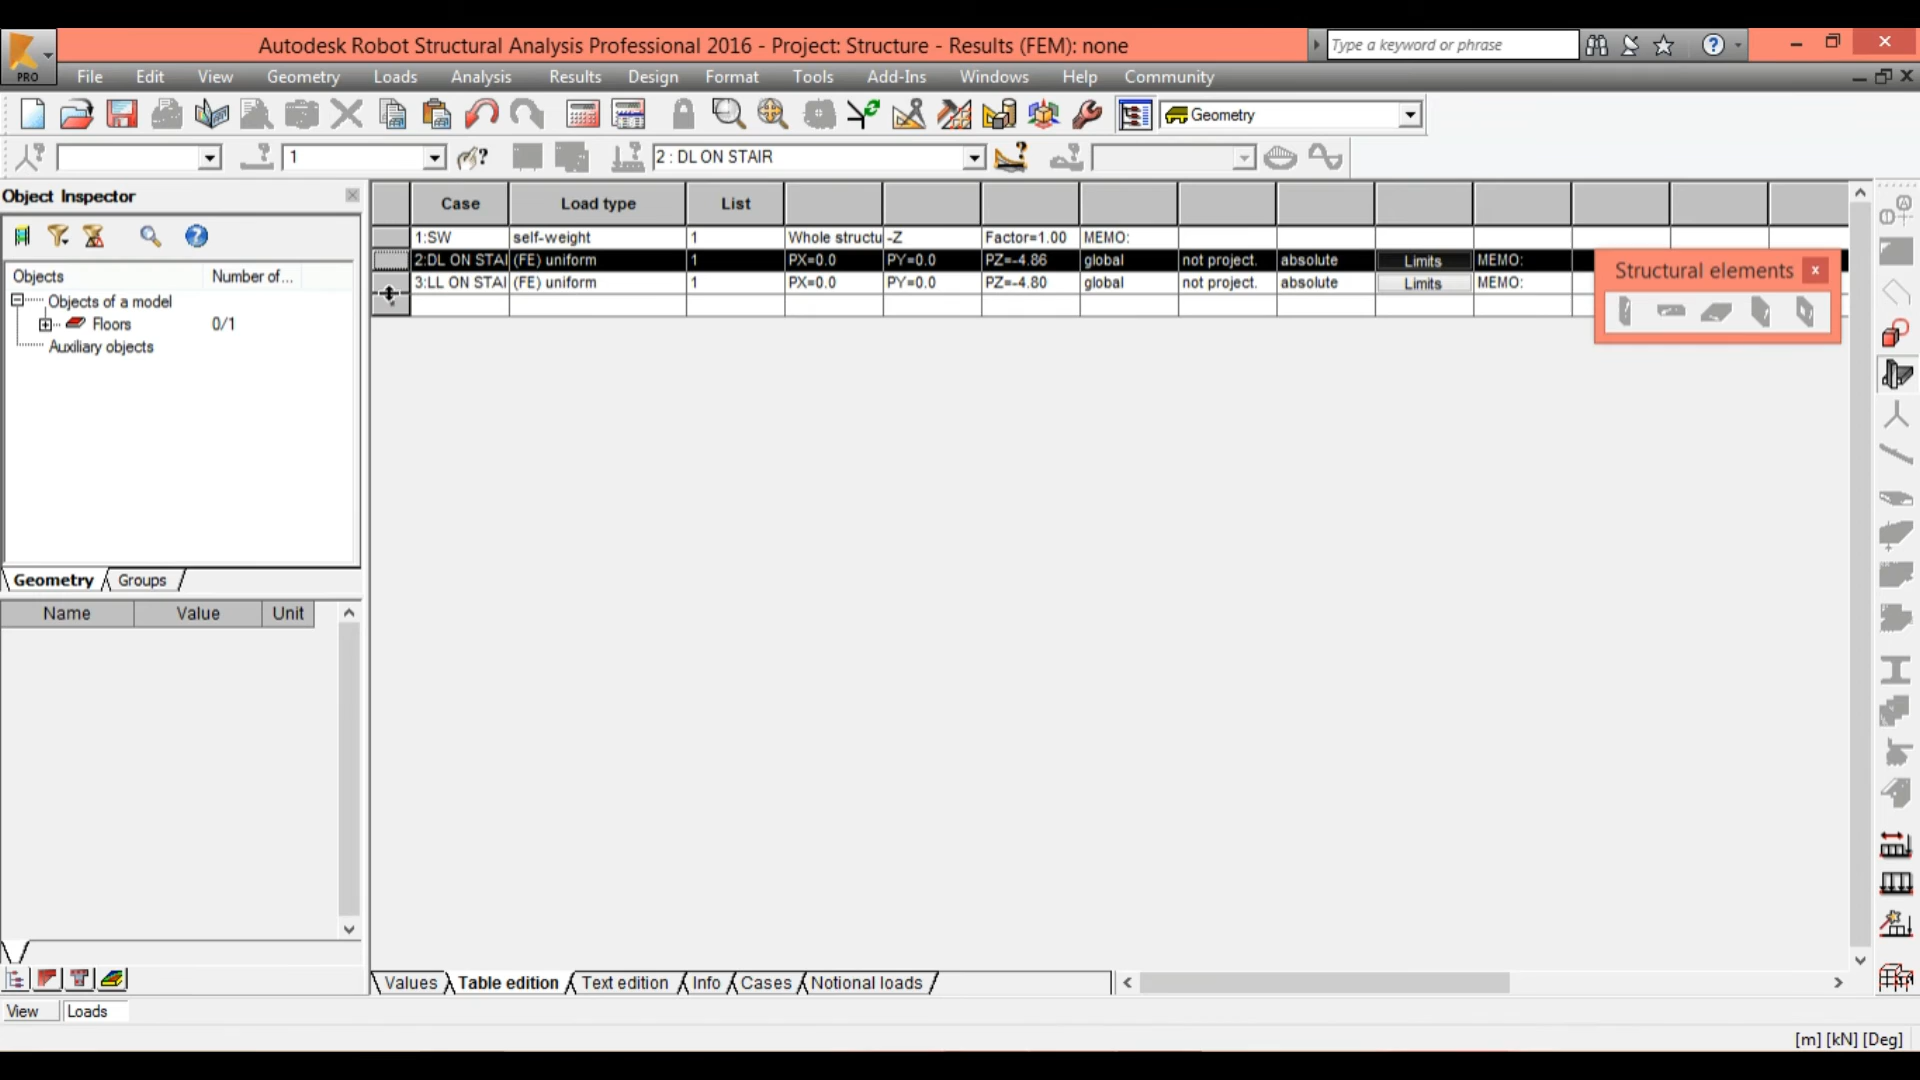 Autodesk Robot Structural Analysis Professional 2016 - Project: Structure - Results (FEM): none
Type a keyword or phrase
PRO
File Edit View Geometry Loads Analysis Results Design Format Tools Add-Ins Windows Help Community
Geometry
1
2 : DL ON STAIR
Object Inspector
Objects Number of...
Objects of a model
Floors 0/1
Auxiliary objects
Geometry Groups
Name Value Unit
Case Load type List
1:SW self-weight 1 Whole structu -Z Factor=1.00 MEMO:
2:DL ON STAI (FE) uniform 1 PX=0.0 PY=0.0 PZ=-4.86 global not project. absolute Limits MEMO:
3:LL ON STAI (FE) uniform 1 PX=0.0 PY=0.0 PZ=-4.80 global not project. absolute Limits MEMO:
Structural elements
Values Table edition Text edition Info Cases Notional loads
View Loads
[m] [kN] [Deg]